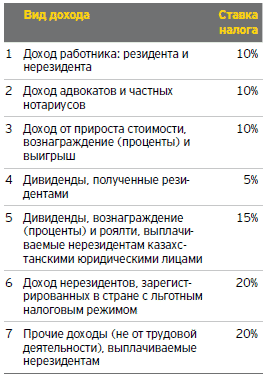 Вид дохода Ставка
налога
1 Доход работника: резидента и 10%
нерезидента
2 Доход адвокатов и частных 10%
нотариусов
3 Доход от прироста стоимости, 10%
вознаграждение (проценты) и
выигрыш
4 Дивиденды, полученные рези- 5%
дентами
5 Дивиденды, вознаграждение 15%
(проценты) и роялти, выплачи-
ваемые нерезидентам казахс-
танскими юридическими лицами
6 Доход нерезидентов, зарегист- 20%
рированных в стране с льготным
налоговым режимом
7 Прочие доходы (не от трудовой 20%
деятельности), выплачиваемые
нерезидентам